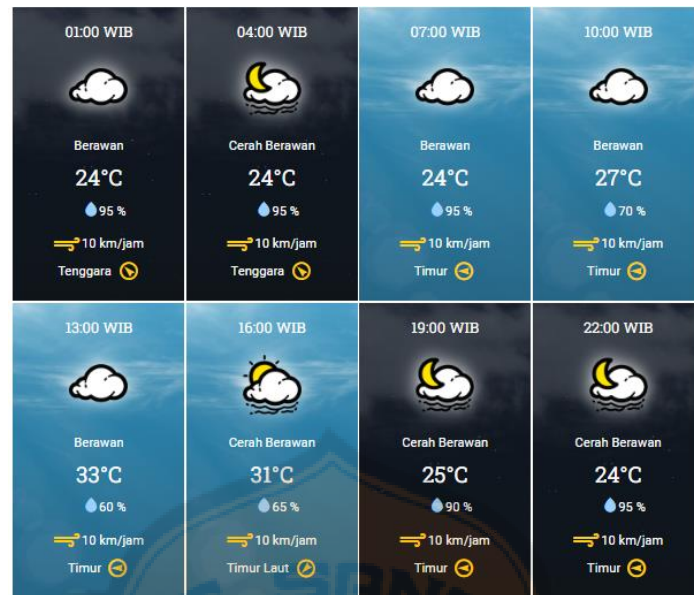 01:00 WIB
Berawan
24°C
95 %
10 km/jam
Tenggara
04:00 WIB
Cerah Berawan
24°C
95 %
10 km/jam
Tenggara
07:00 WIB
Berawan
24°C
95 %
10 km/jam
Timur
10:00 WIB
Berawan
27°C
70 %
10 km/jam
Timur
13:00 WIB
Berawan
33°C
60 %
10 km/jam
Timur
16:00 WIB
Cerah Berawan
31°C
65 %
10 km/jam
Timur Laut
19:00 WIB
Cerah Berawan
25°C
90 %
10 km/jam
Timur
22:00 WIB
Cerah Berawan
24°C
95 %
10 km/jam
Timur